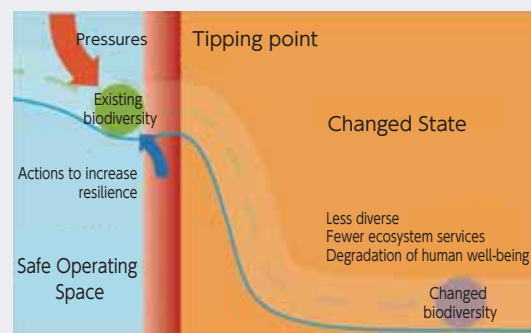 Pressures
Tipping point
Existing
biodiversity
Changed State
Actions to increase
resilience
Less diverse
Fewer ecosystem services
Degradation of human well-being
Safe Operating
Space
Changed
biodiversity